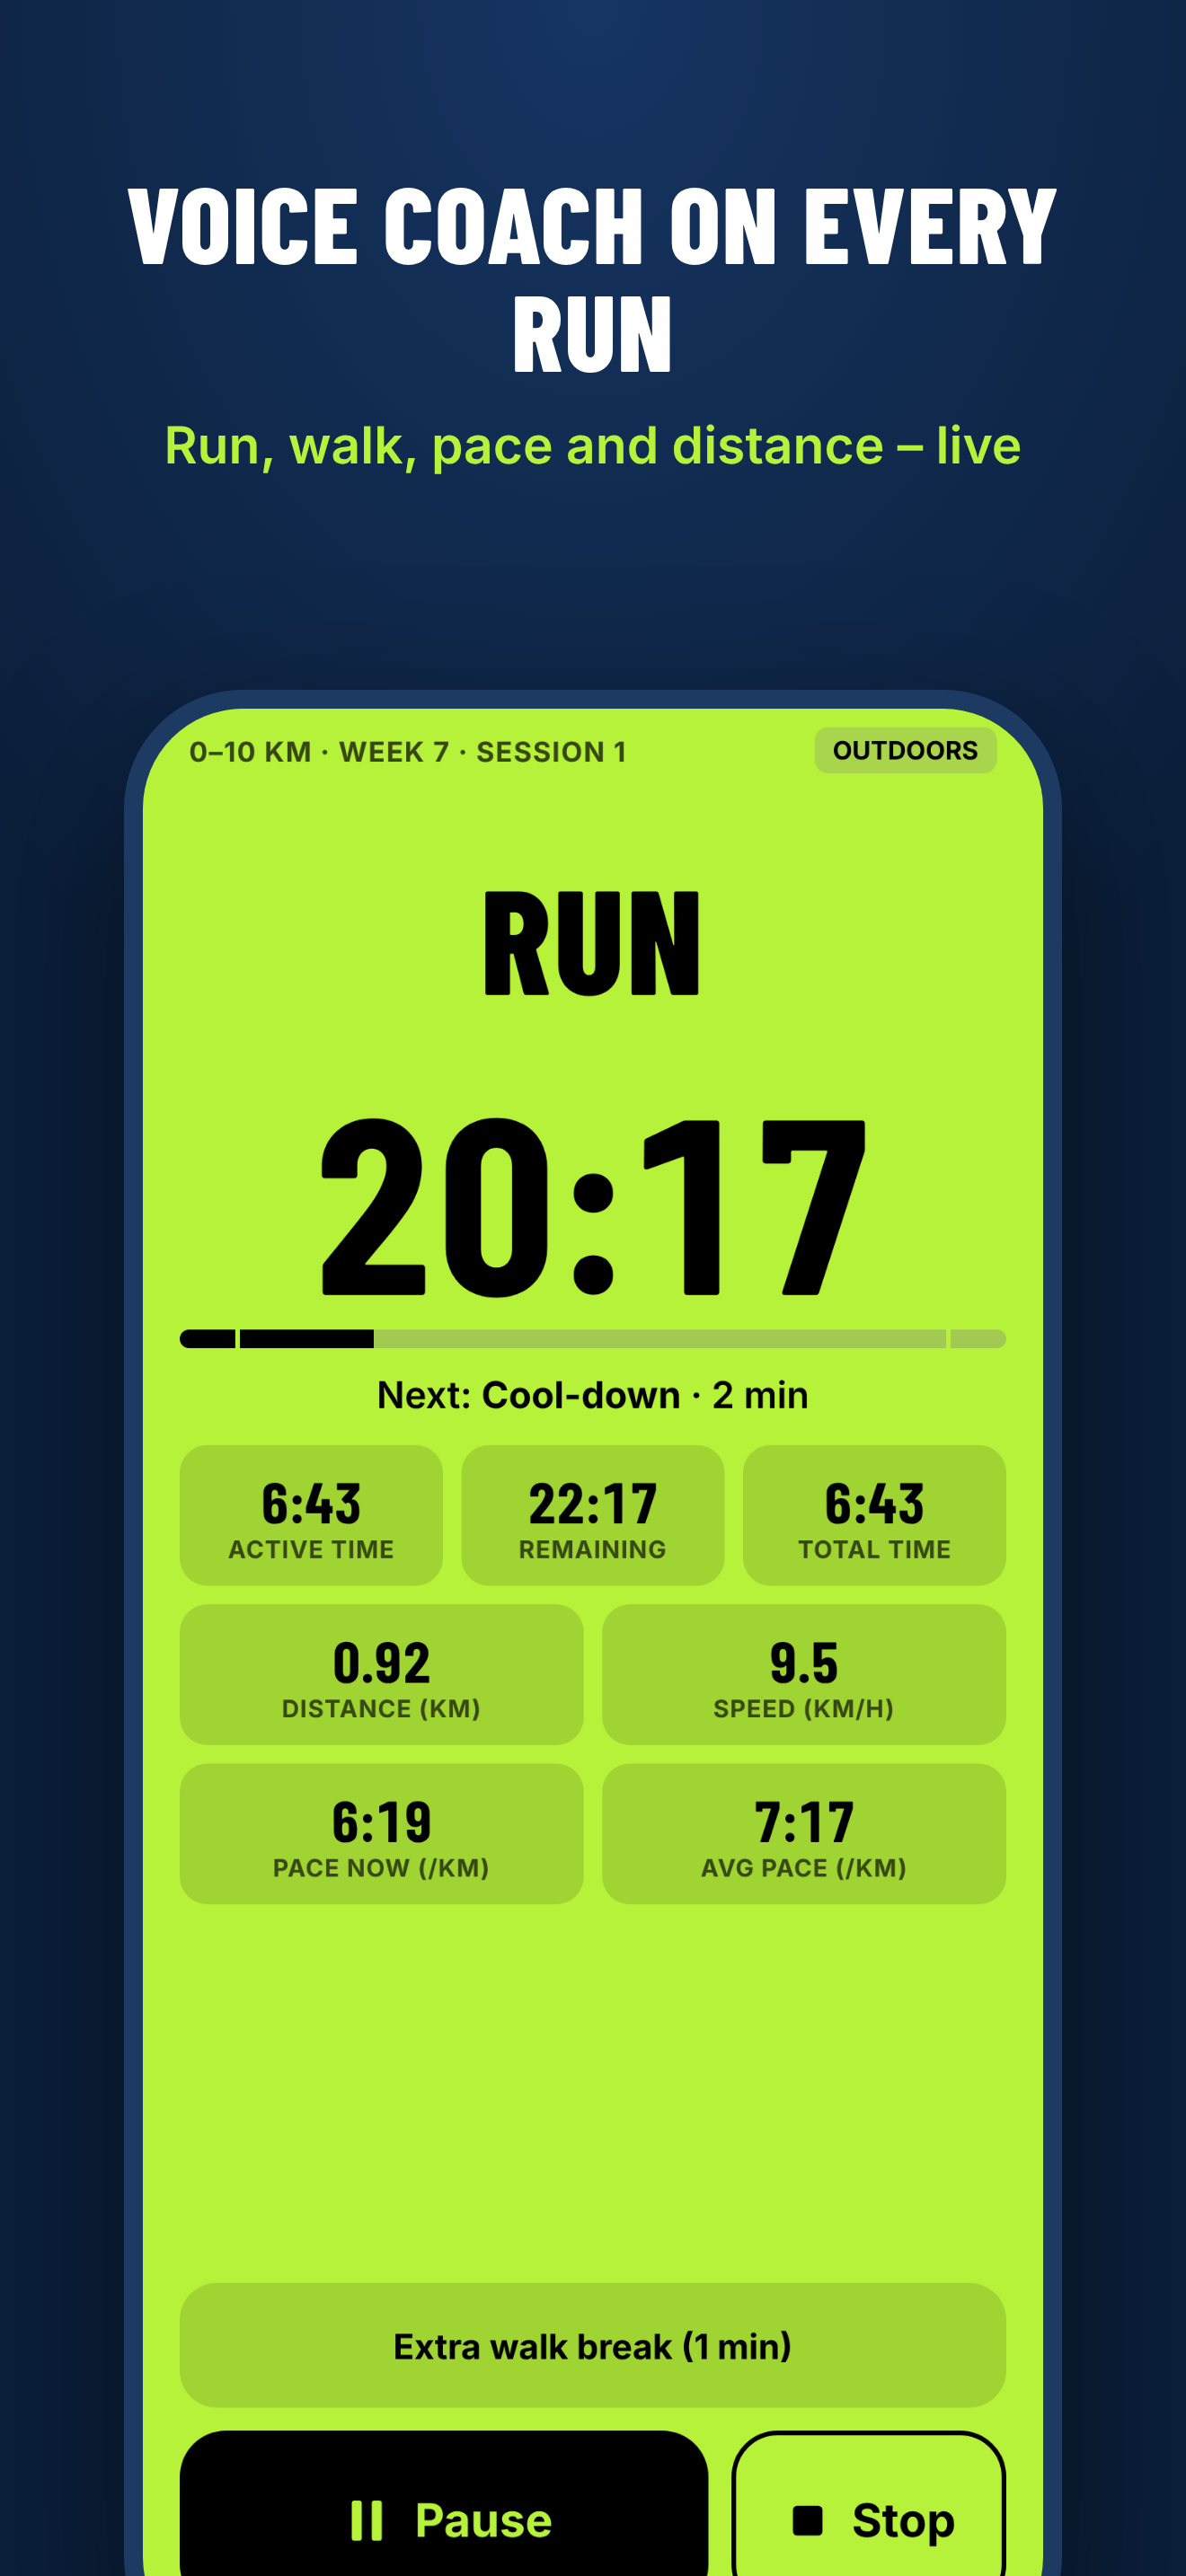 VOICE COACH ON EVERY
RUN
Run, walk, pace and distance – live
0–10 KM · WEEK 7 · SESSION 1
OUTDOORS
RUN
20:17
Next: Cool-down · 2 min
6:43
ACTIVE TIME
22:17
REMAINING
6:43
TOTAL TIME
0.92
DISTANCE (KM)
9.5
SPEED (KM/H)
6:19
PACE NOW (/KM)
7:17
AVG PACE (/KM)
Extra walk break (1 min)
Pause
Stop